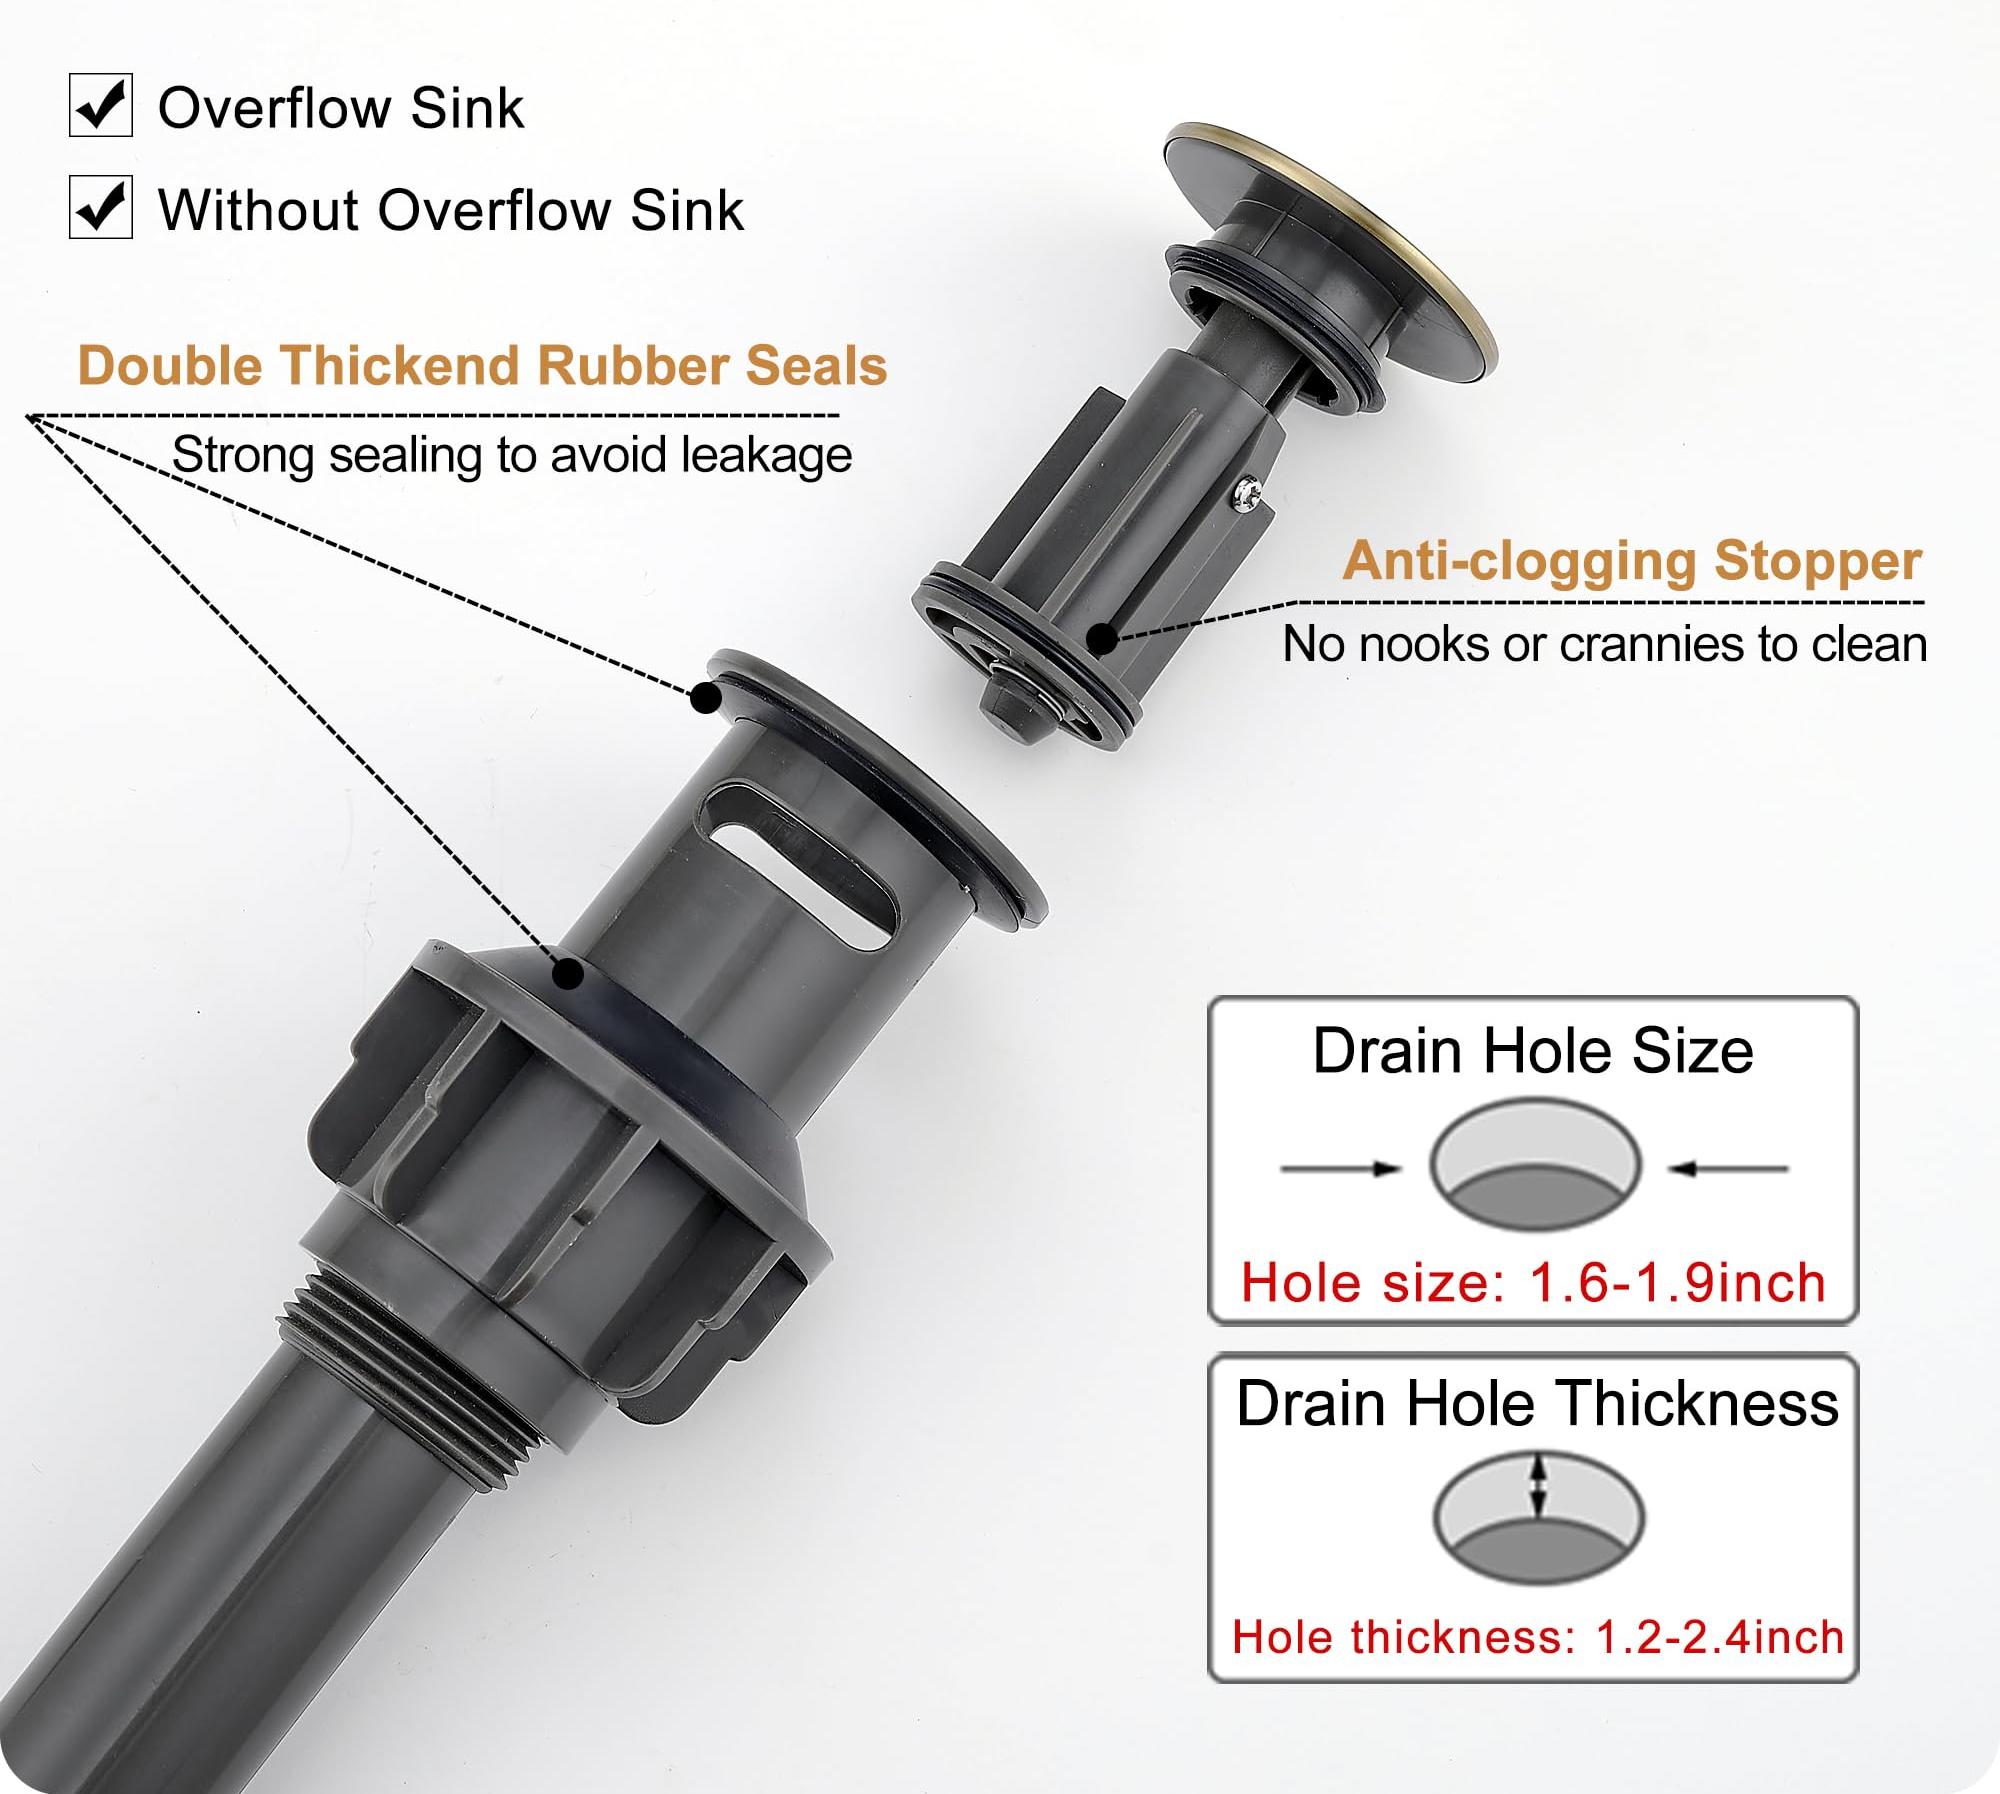 Overflow Sink
Without Overflow Sink
Double Thickend Rubber Seals
Strong sealing to avoid leakage
Anti-clogging Stopper
No nooks or crannies to clean
Drain Hole Size
Hole size: 1.6-1.9inch
Drain Hole Thickness
Hole thickness: 1.2-2.4inch